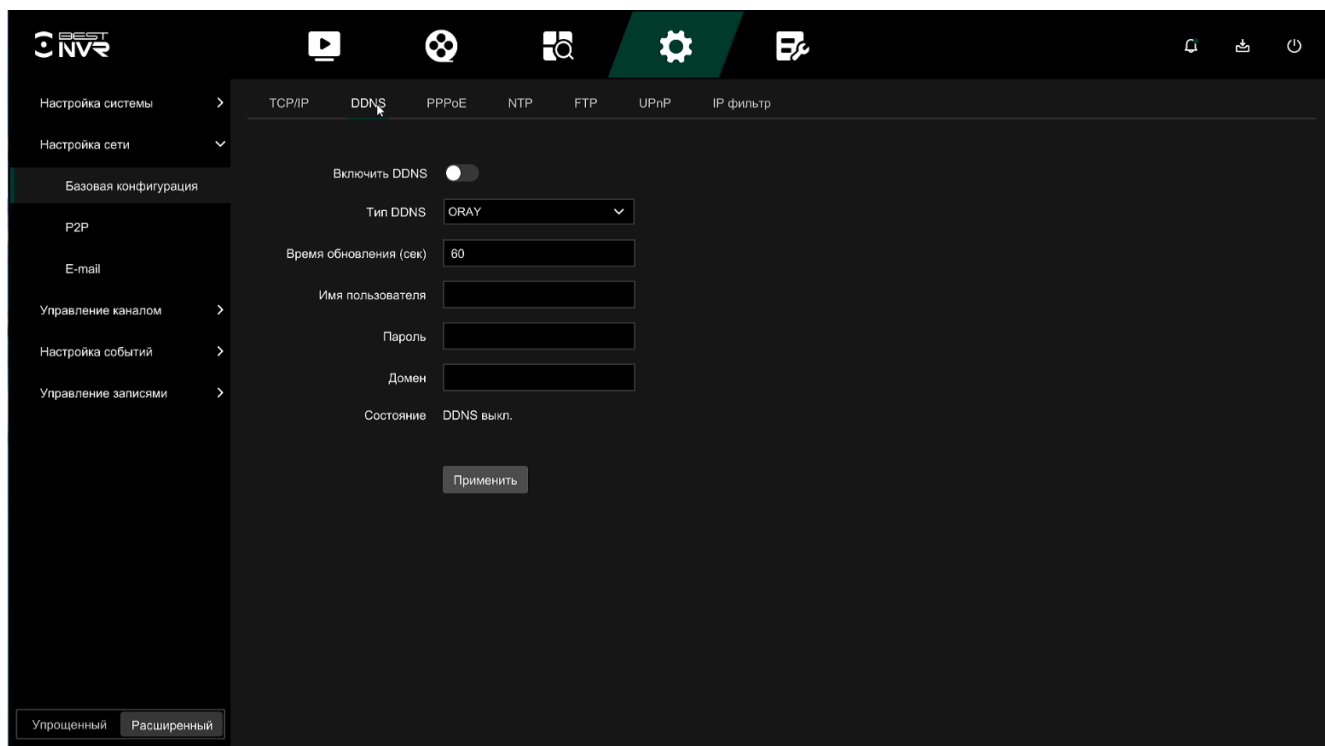 BEST
NVR
Настройка системы
Настройка сети
Базовая конфигурация
P2P
E-mail
Управление каналом
Настройка событий
Управление записями
Упрощенный Расширенный
TCP/IP DDNS PPPoE NTP FTP UPnP IP фильтр
Включить DDNS
Тип DDNS ORAY
Время обновления (сек) 60
Имя пользователя
Пароль
Домен
Состояние DDNS выкл.
Применить